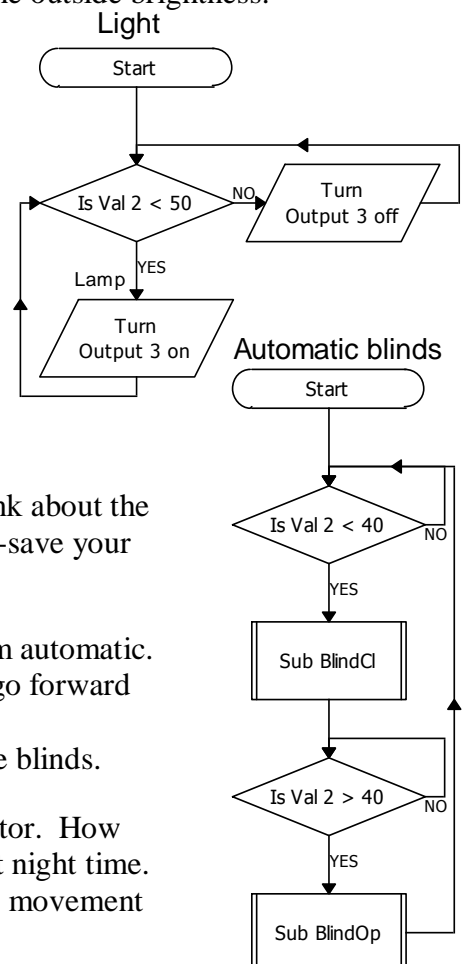 e outside brightness.
Light
Start
Is Val 2 < 50
NO
Turn
Output 3 off
YES
Lamp
Turn
Output 3 on
Automatic blinds
Start
Is Val 2 < 40
NO
YES
Sub BlindCl
Is Val 2 > 40
NO
YES
Sub BlindOp
nk about the
-save your
n automatic.
go forward
e blinds.
tor. How
t night time.
movement